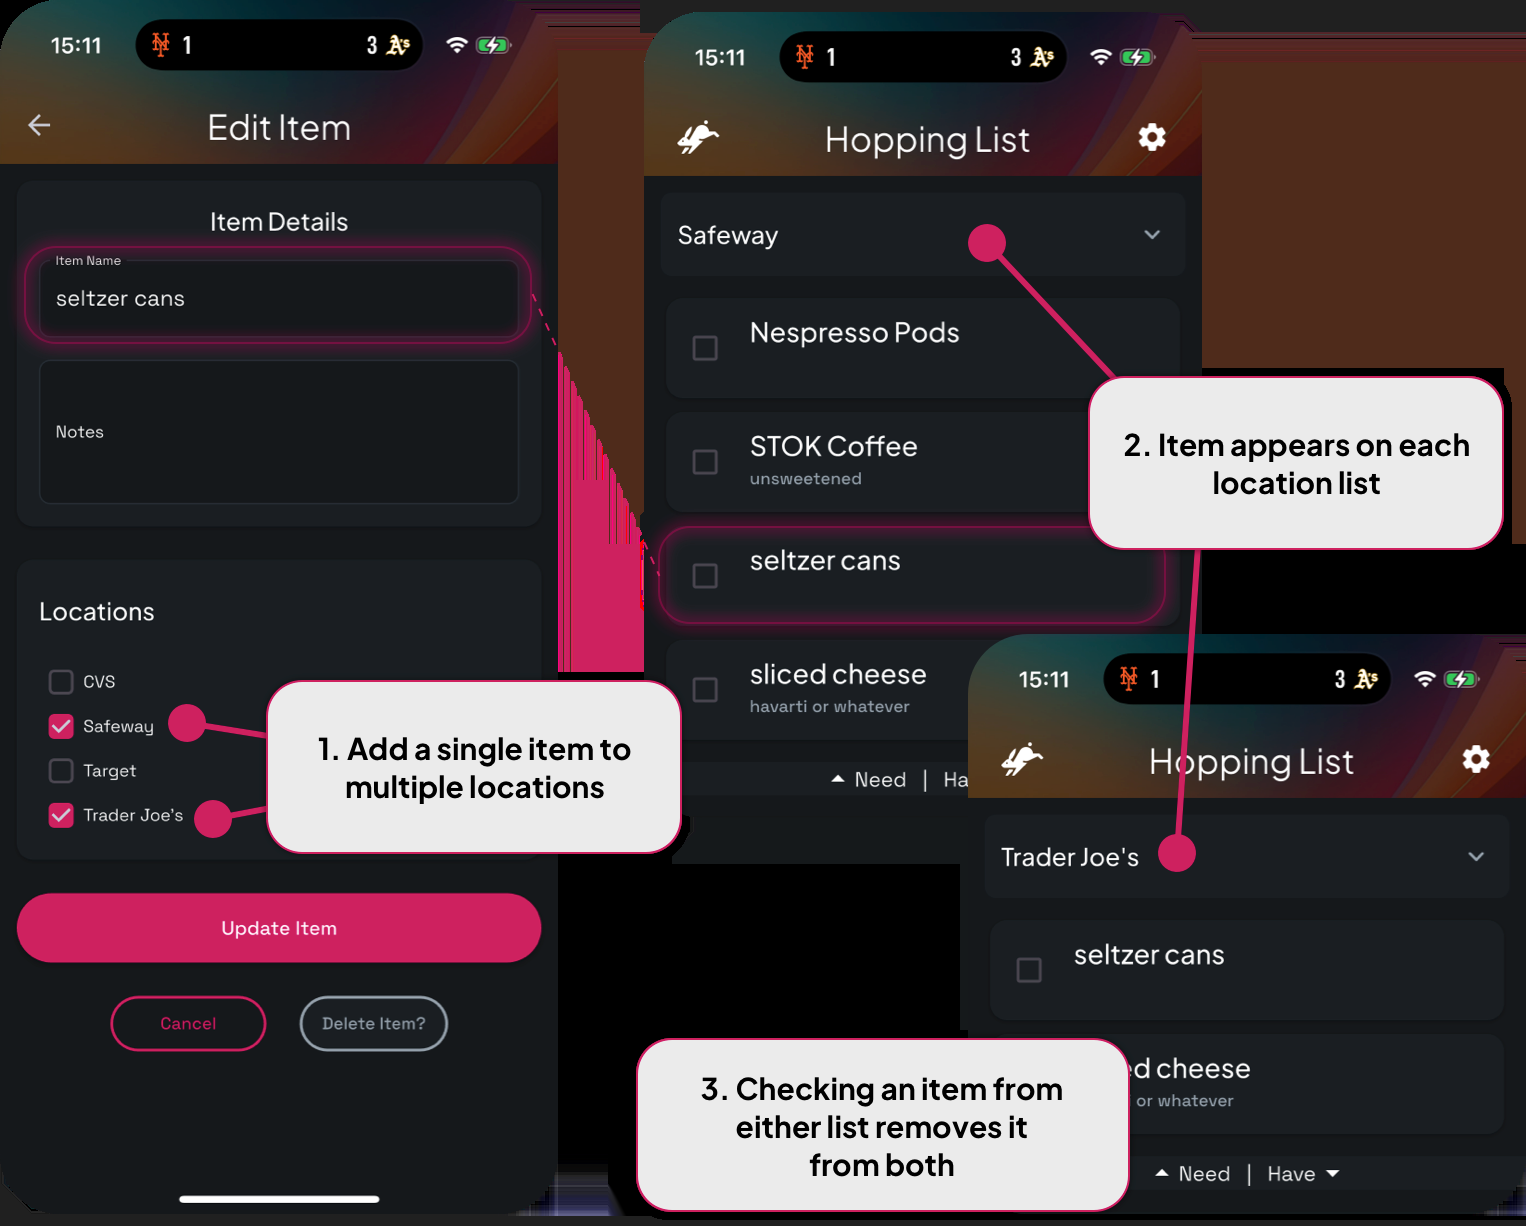 15:11
1
3 A's
Edit Item
Item Details
Item Name
seltzer cans
Notes
Locations
CVS
Safeway
Target
Trader Joe's
1. Add a single item to
multiple locations
Update Item
Cancel
Delete Item?
15:11
1
3 A's
Hopping List
Safeway
Nespresso Pods
STOK Coffee
unsweetened
seltzer cans
sliced cheese
havarti or whatever
Need | Ha
2. Item appears on each
location list
15:11
1
3 A's
Hopping List
Trader Joe's
seltzer cans
ed cheese
or whatever
Need | Have
3. Checking an item from
either list removes it
from both